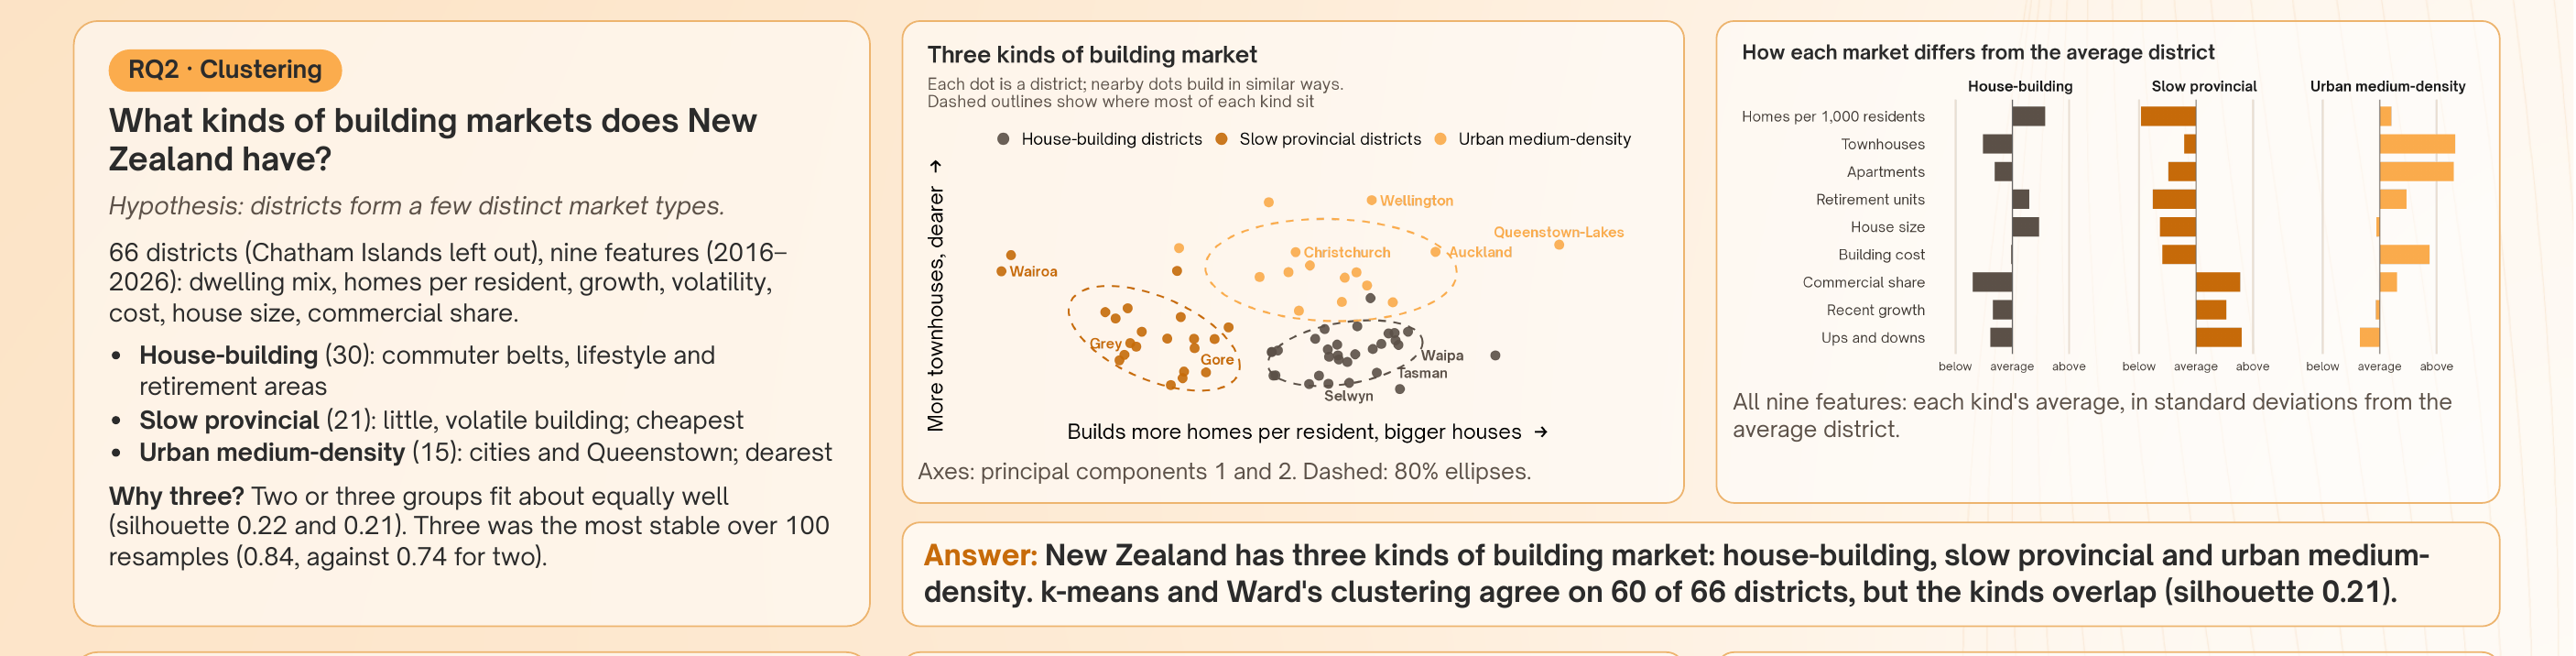 RQ2 · Clustering
What kinds of building markets does New
Zealand have?
Hypothesis: districts form a few distinct market types.
66 districts (Chatham Islands left out), nine features (2016–
2026): dwelling mix, homes per resident, growth, volatility,
cost, house size, commercial share.
• House-building (30): commuter belts, lifestyle and
retirement areas
• Slow provincial (21): little, volatile building; cheapest
• Urban medium-density (15): cities and Queenstown; dearest
Why three? Two or three groups fit about equally well
(silhouette 0.22 and 0.21). Three was the most stable over 100
resamples (0.84, against 0.74 for two).
Three kinds of building market
Each dot is a district; nearby dots build in similar ways.
Dashed outlines show where most of each kind sit
House-building districts Slow provincial districts Urban medium-density
More townhouses, dearer →
Wellington
Queenstown-Lakes
Christchurch
Auckland
Wairoa
Grey
Gore
Waipa
Tasman
Selwyn
Builds more homes per resident, bigger houses →
Axes: principal components 1 and 2. Dashed: 80% ellipses.
How each market differs from the average district
House-building Slow provincial Urban medium-density
Homes per 1,000 residents
Townhouses
Apartments
Retirement units
House size
Building cost
Commercial share
Recent growth
Ups and downs
below average above below average above below average above
All nine features: each kind's average, in standard deviations from the
average district.
Answer: New Zealand has three kinds of building market: house-building, slow provincial and urban medium-
density. k-means and Ward's clustering agree on 60 of 66 districts, but the kinds overlap (silhouette 0.21).